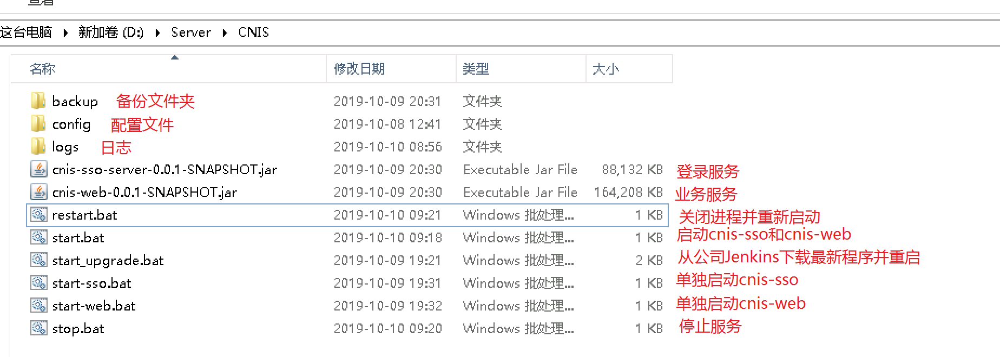 查看
这台电脑 新加卷 (D:) Server CNIS
名称 修改日期 类型 大小
backup 备份文件夹 2019-10-09 20:31 文件夹
config 配置文件 2019-10-08 12:41 文件夹
logs 日志 2019-10-10 08:56 文件夹
cnis-sso-server-0.0.1-SNAPSHOT.jar 2019-10-09 20:30 Executable Jar File 88,132 KB 登录服务
cnis-web-0.0.1-SNAPSHOT.jar 2019-10-09 20:30 Executable Jar File 164,208 KB 业务服务
restart.bat 2019-10-10 09:21 Windows 批处理... 1 KB 关闭进程并重新启动
start.bat 2019-10-10 09:18 Windows 批处理... 1 KB 启动cnis-sso和cnis-web
start_upgrade.bat 2019-10-09 19:21 Windows 批处理... 2 KB 从公司Jenkins下载最新程序并重启
start-sso.bat 2019-10-09 19:31 Windows 批处理... 1 KB 单独启动cnis-sso
start-web.bat 2019-10-09 19:32 Windows 批处理... 1 KB 单独启动cnis-web
stop.bat 2019-10-10 09:20 Windows 批处理... 1 KB 停止服务